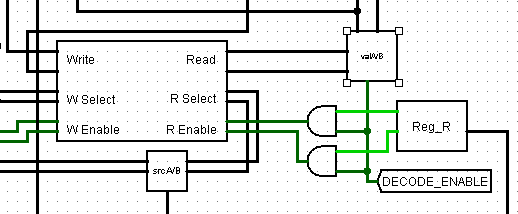 valA/B
Write Read
W Select R Select
Reg_R
W Enable R Enable
srcA/B
DECODE_ENABLE